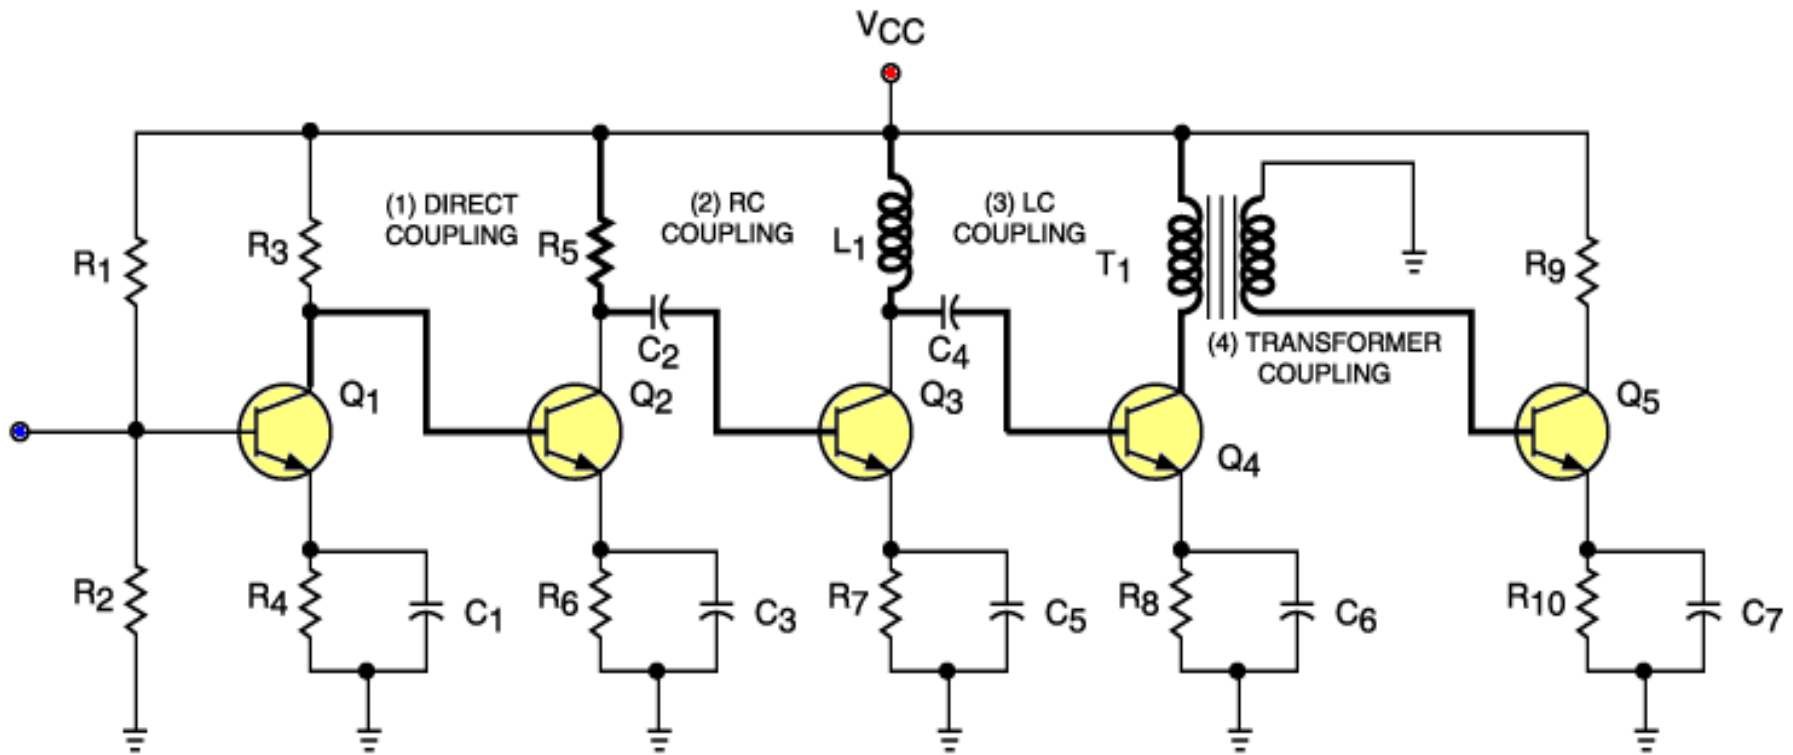 VCC
(1) DIRECT
COUPLING
(2) RC
COUPLING
(3) LC
COUPLING
R1
R3
R5
L1
T1
R9
C2
C4
(4) TRANSFORMER
COUPLING
Q1
Q2
Q3
Q4
Q5
R2
R4
C1
R6
C3
R7
C5
R8
C6
R10
C7